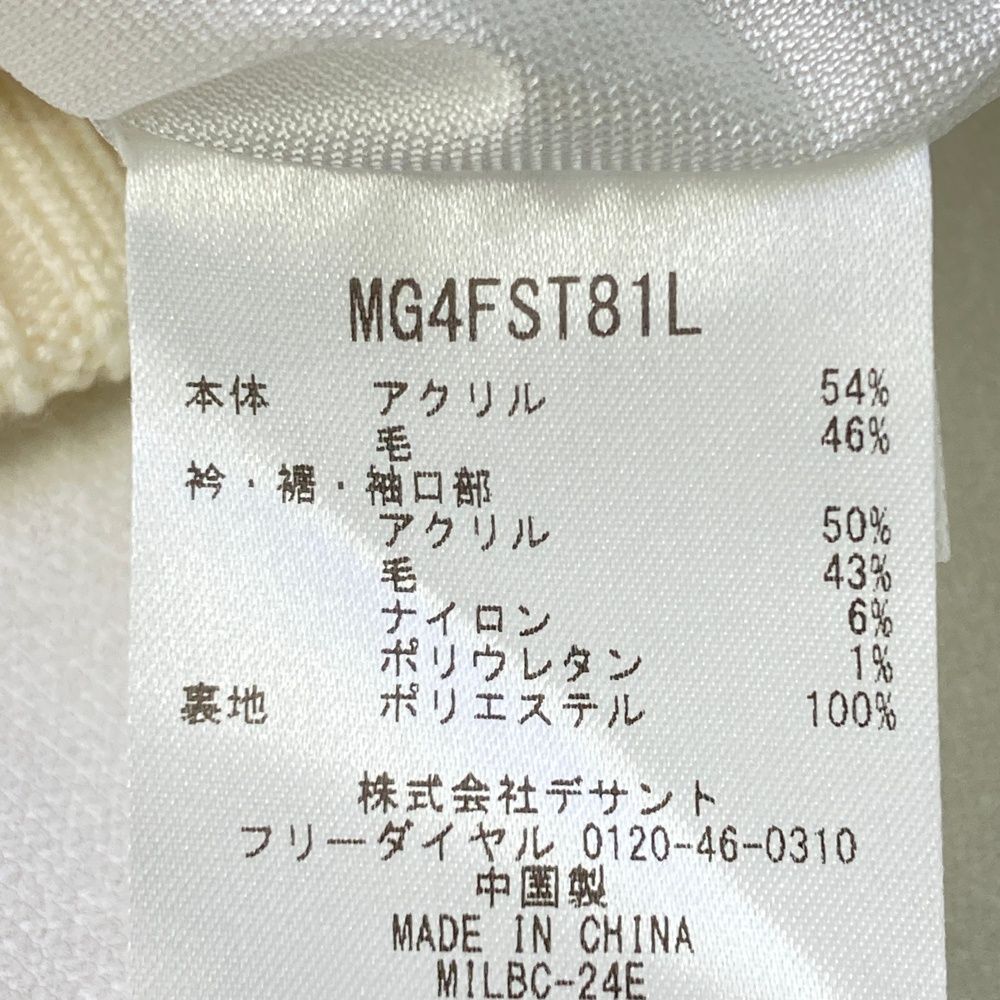 MG4FST81L
本体 アクリル 54%
毛 46%
衿・裾・袖口部
アクリル 50%
毛 43%
ナイロン 6%
ポリウレタン 1%
裏地 ポリエステル 100%
株式会社デサント
フリーダイヤル 0120-46-0310
中国製
MADE IN CHINA
MILBC-24E